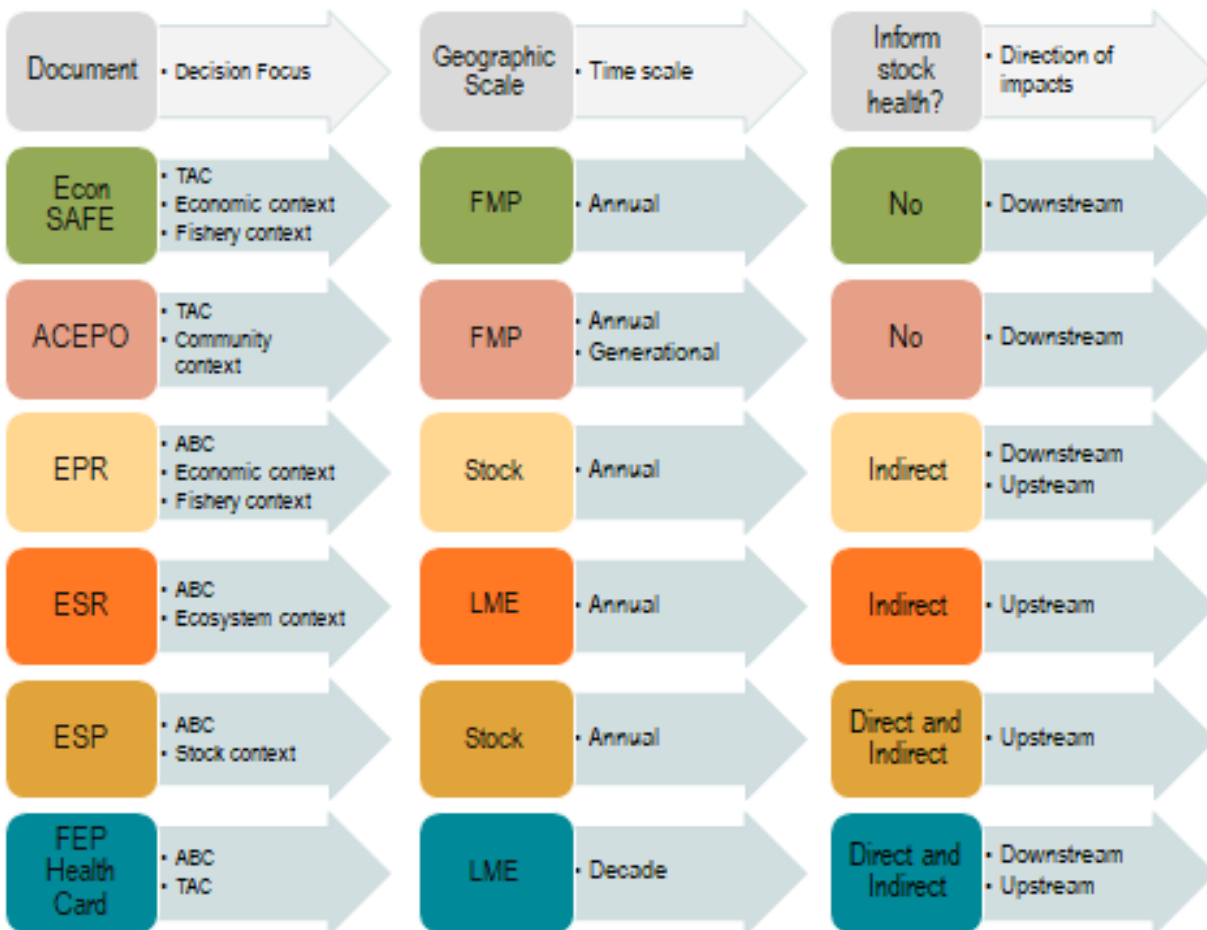 Document
• Decision Focus
Geographic
Scale
• Time scale
Inform
stock
health?
• Direction of
impacts
Econ
SAFE
• TAC
• Economic context
• Fishery context
FMP
• Annual
No
• Downstream
ACEPO
• TAC
• Community
context
FMP
• Annual
• Generational
No
• Downstream
EPR
• ABC
• Economic context
• Fishery context
Stock
• Annual
Indirect
• Downstream
• Upstream
ESR
• ABC
• Ecosystem context
LME
• Annual
Indirect
• Upstream
ESP
• ABC
• Stock context
Stock
• Annual
Direct and
Indirect
• Upstream
FEP
Health
Card
• ABC
• TAC
LME
• Decade
Direct and
Indirect
• Downstream
• Upstream